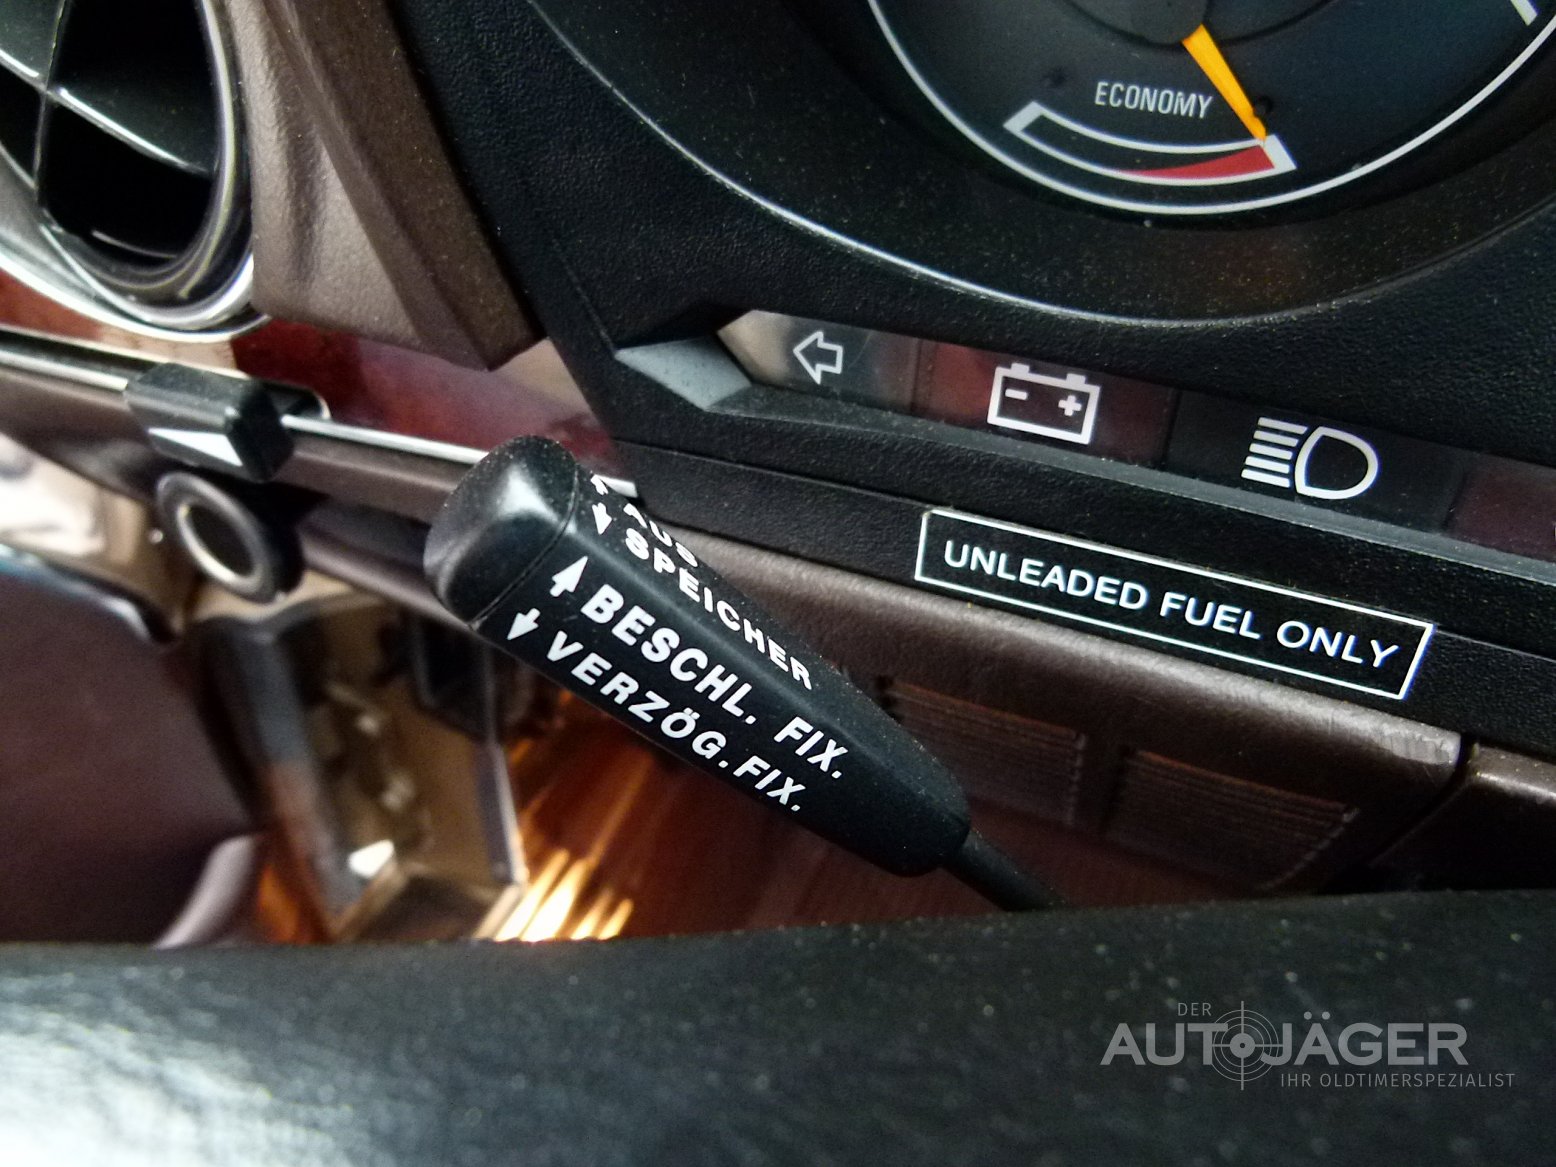 ECONOMY
- +
UNLEADED FUEL ONLY
AUS
SPEICHER
BESCHL. FIX.
VERZÖG. FIX.
DER
AUTOJÄGER
IHR OLDTIMERSPEZIALIST